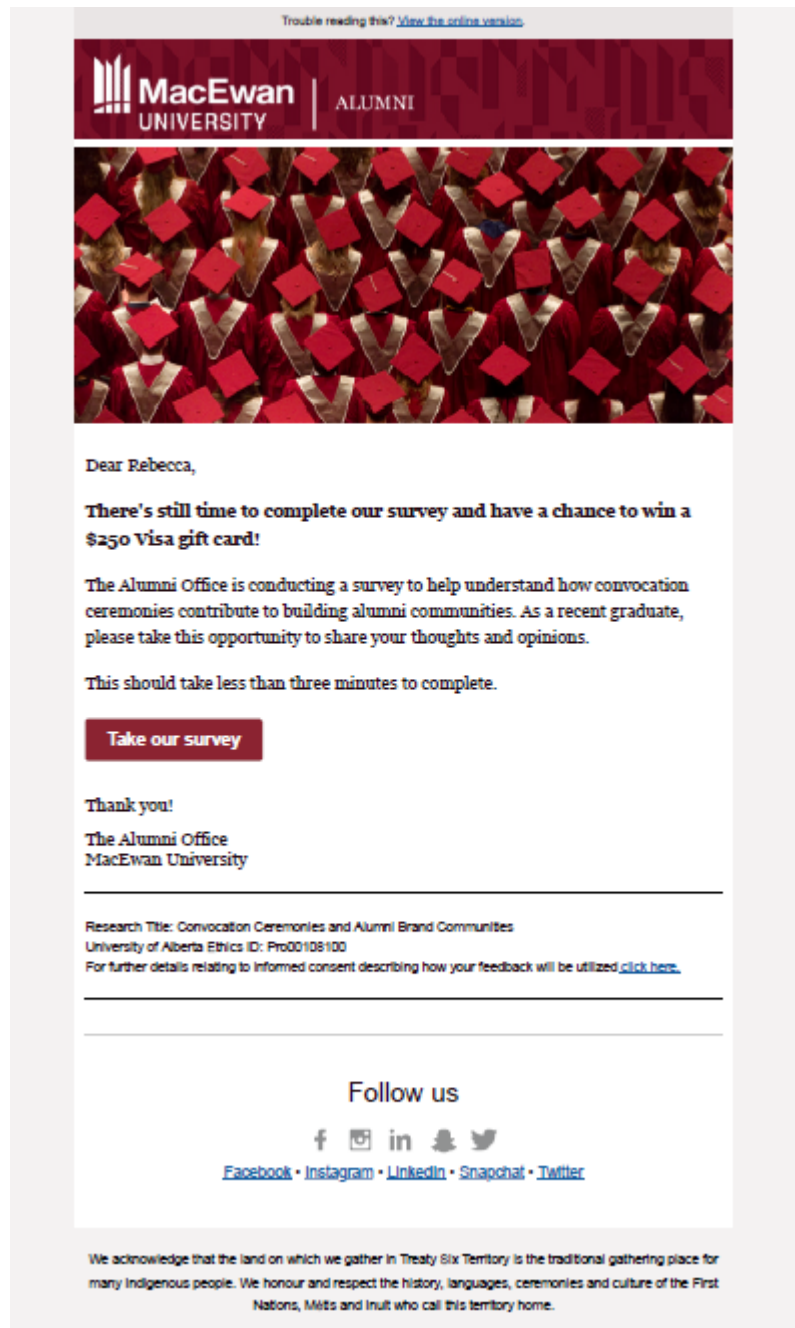 Trouble reading this? View the online version.
MacEwan
UNIVERSITY
ALUMNI
Dear Rebecca,
There's still time to complete our survey and have a chance to win a
$250 Visa gift card!
The Alumni Office is conducting a survey to help understand how convocation
ceremonies contribute to building alumni communities. As a recent graduate,
please take this opportunity to share your thoughts and opinions.
This should take less than three minutes to complete.
Take our survey
Thank you!
The Alumni Office
MacEwan University
Research Title: Convocation Ceremonies and Alumni Brand Communities
University of Alberta Ethics ID: Pro00108100
For further details relating to informed consent describing how your feedback will be utilized click here.
Follow us
Facebook • Instagram • LinkedIn • Snapchat • Twitter
We acknowledge that the land on which we gather in Treaty Six Territory is the traditional gathering place for
many Indigenous people. We honour and respect the history, languages, ceremonies and culture of the First
Nations, Métis and Inuit who call this territory home.